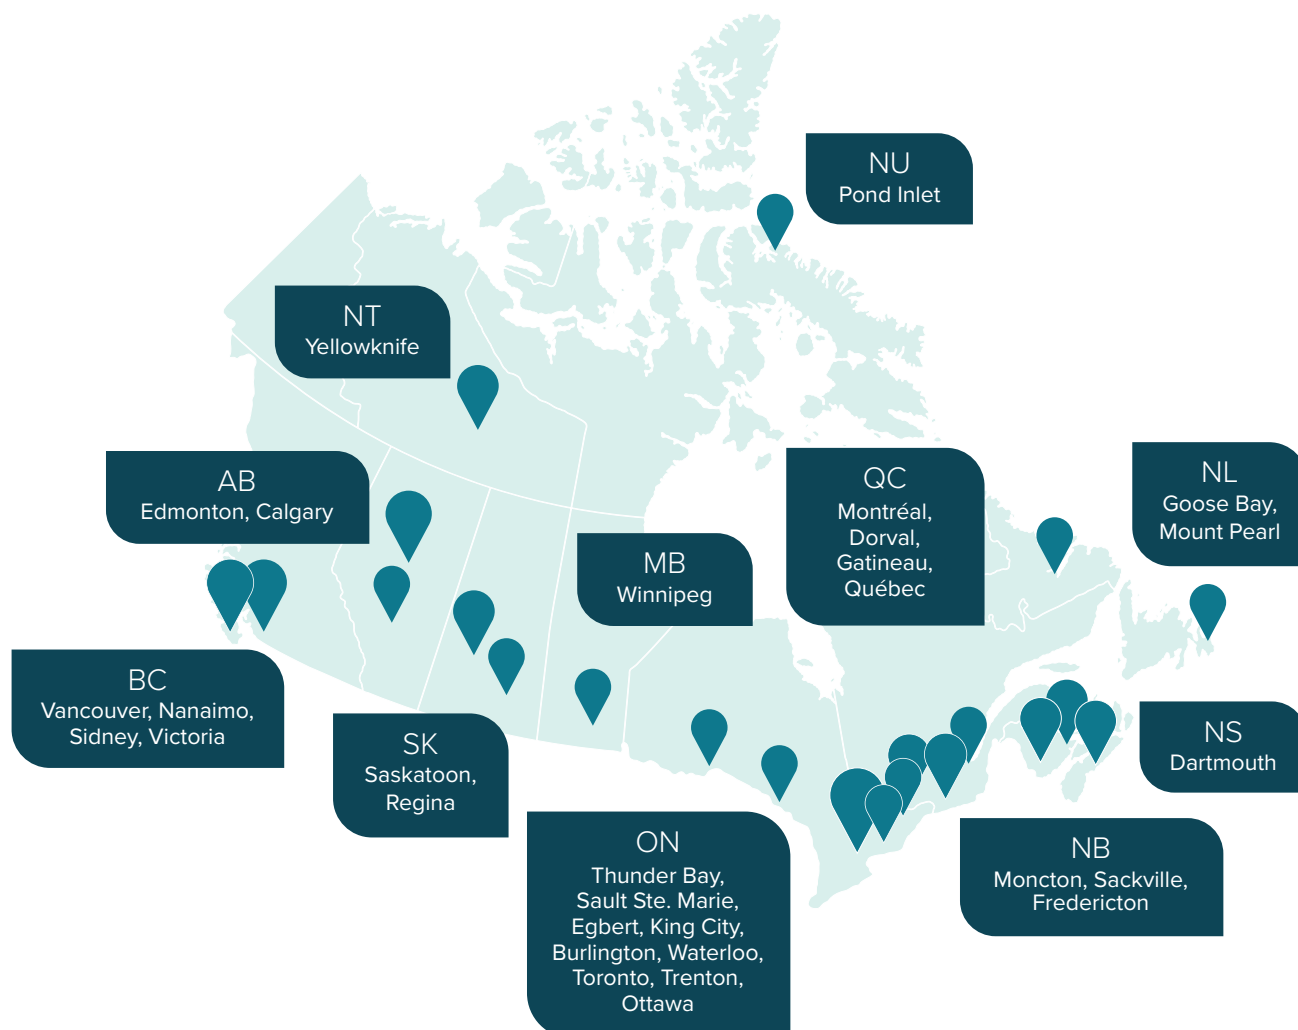 NU
Pond Inlet
NT
Yellowknife
AB
Edmonton, Calgary
QC
Montréal,
Dorval,
Gatineau,
Québec
NL
Goose Bay,
Mount Pearl
MB
Winnipeg
BC
Vancouver, Nanaimo,
Sidney, Victoria
SK
Saskatoon,
Regina
NS
Dartmouth
ON
Thunder Bay,
Sault Ste. Marie,
Egbert, King City,
Burlington, Waterloo,
Toronto, Trenton,
Ottawa
NB
Moncton, Sackville,
Fredericton